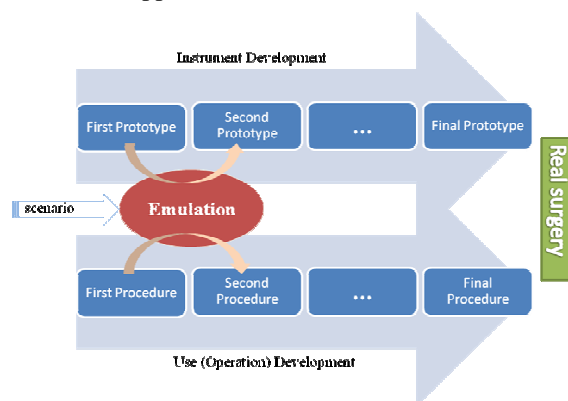 Instrument Development
First Prototype
Second
Prototype
...
Final Prototype
Real surgery
scenario
Emulation
First Procedure
Second
Procedure
...
Final
Procedure
Use (Operation) Development